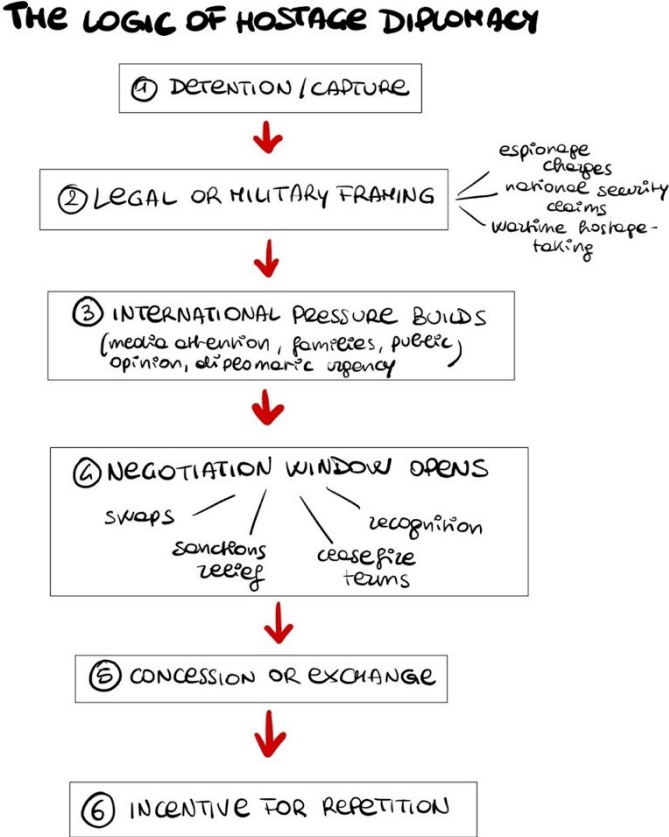 THE LOGIC OF HOSTAGE DIPLOMACY
① DETENTION / CAPTURE
② LEGAL OR MILITARY FRAMING
espionage
charges
national security
claims
wartime hostage-
taking
③ INTERNATIONAL PRESSURE BUILDS
(media attention, families, public
opinion, diplomatic urgency)
④ NEGOTIATION WINDOW OPENS
swaps
sanctions
relief
ceasefire
terms
recognition
⑤ CONCESSION OR EXCHANGE
⑥ INCENTIVE FOR REPETITION